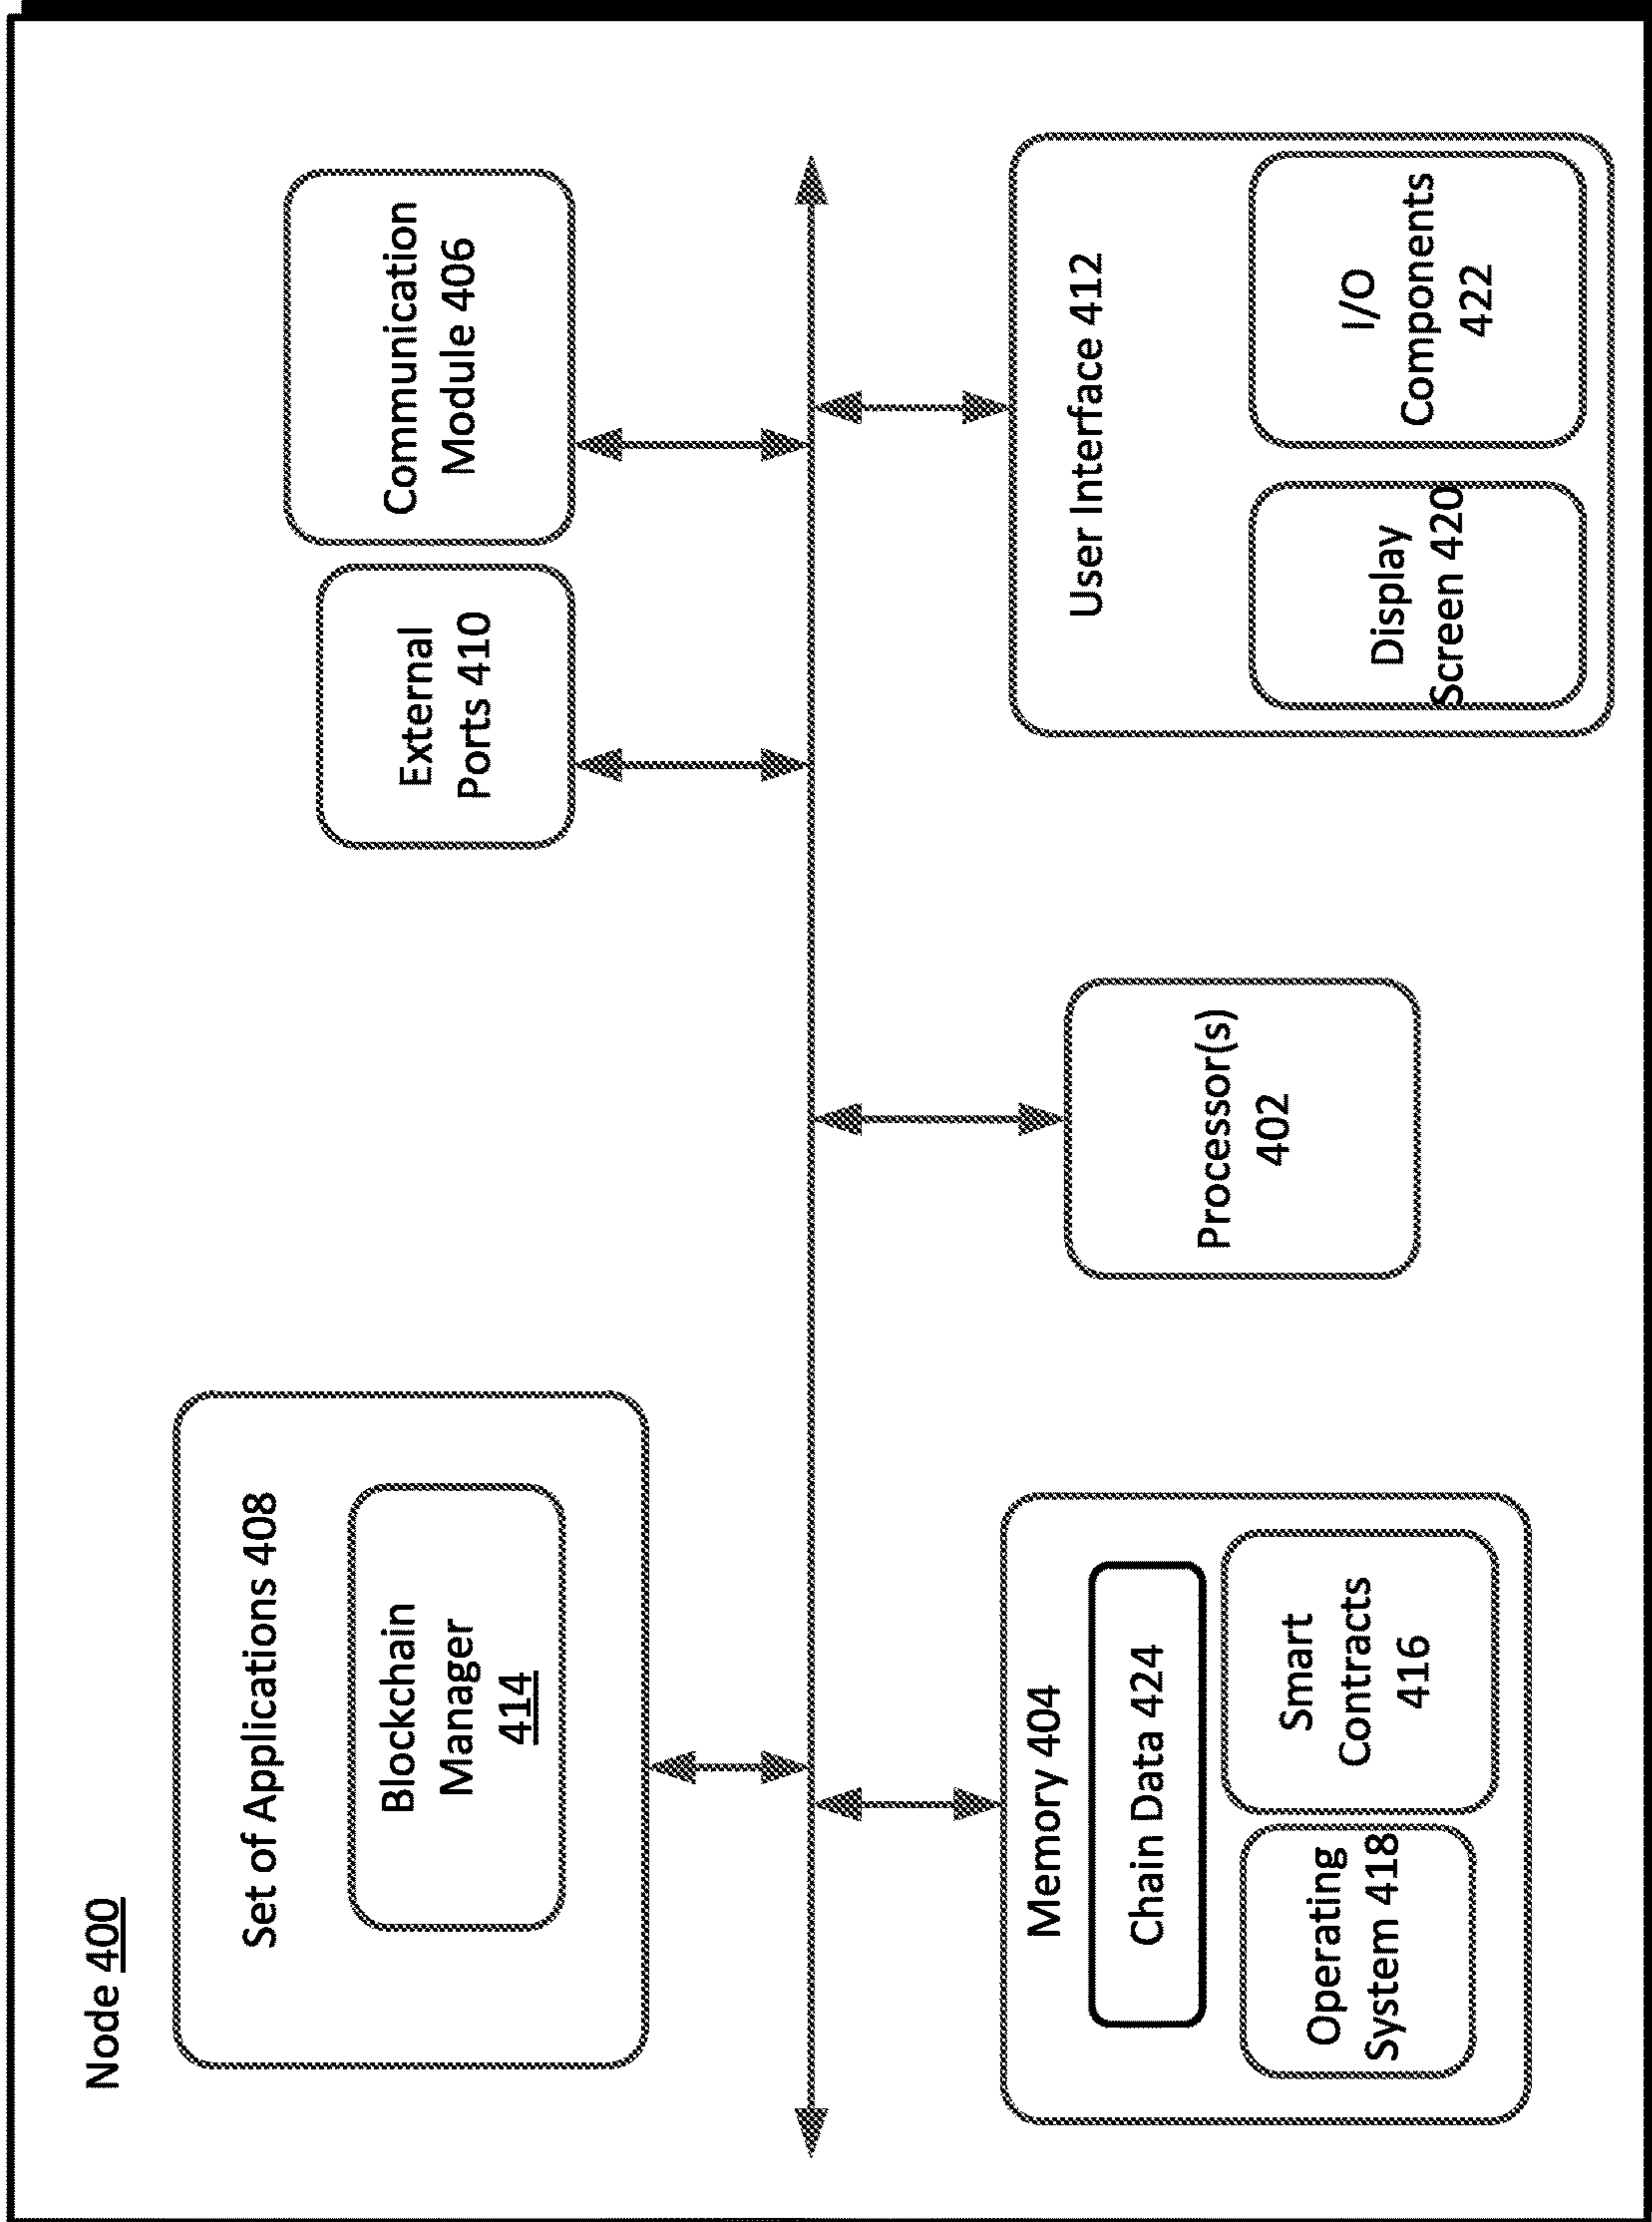 Node 400
Set of Applications 408
Blockchain
Manager
414
External
Ports 410
Communication
Module 406
Memory 404
Chain Data 424
Operating
System 418
Smart
Contracts
416
Processor(s)
402
User Interface 412
Display
Screen 420
I/O
Components
422